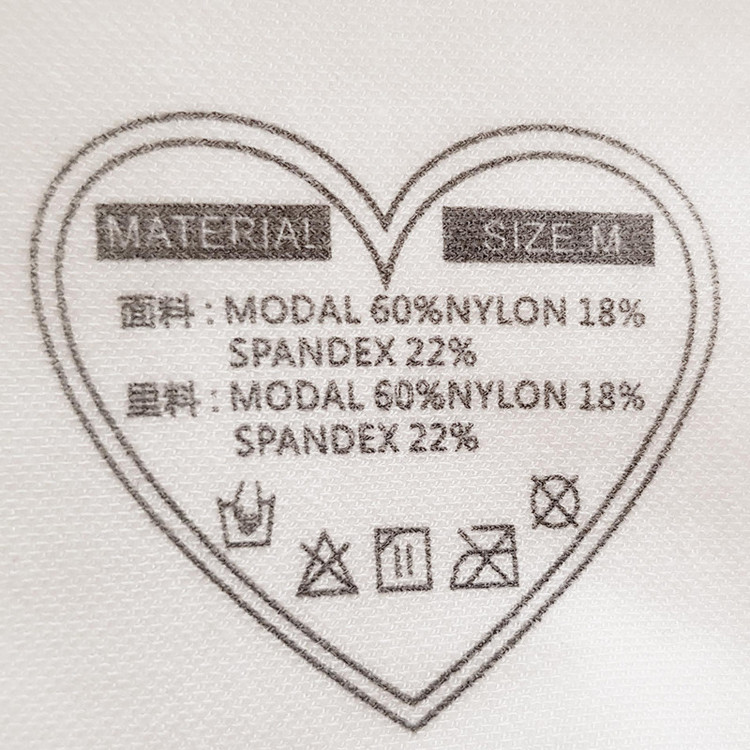 MATERIAL
SIZE M
面料 : MODAL 60%NYLON 18%
SPANDEX 22%
里料 : MODAL 60%NYLON 18%
SPANDEX 22%